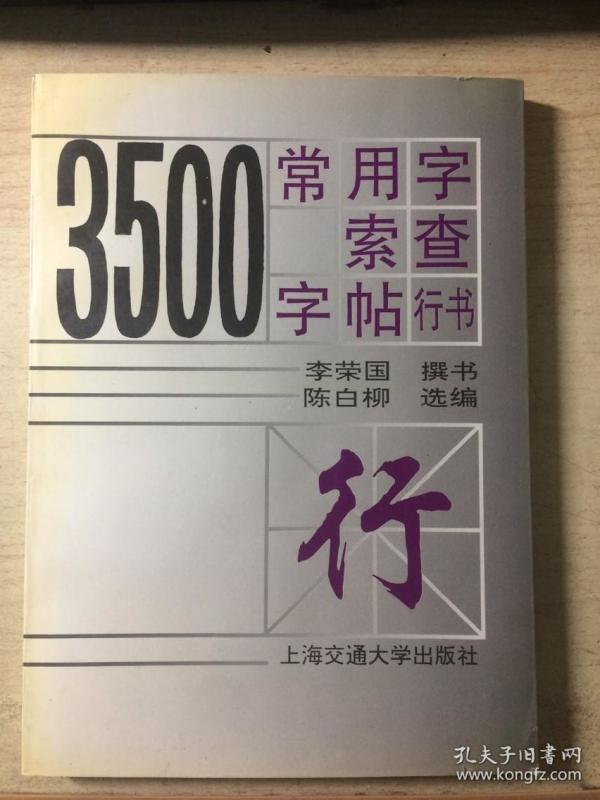 3500
常用字
索查
字帖行书
李荣国 撰书
陈白柳 选编
行
上海交通大学出版社
孔夫子旧書网
www.kongfz.com